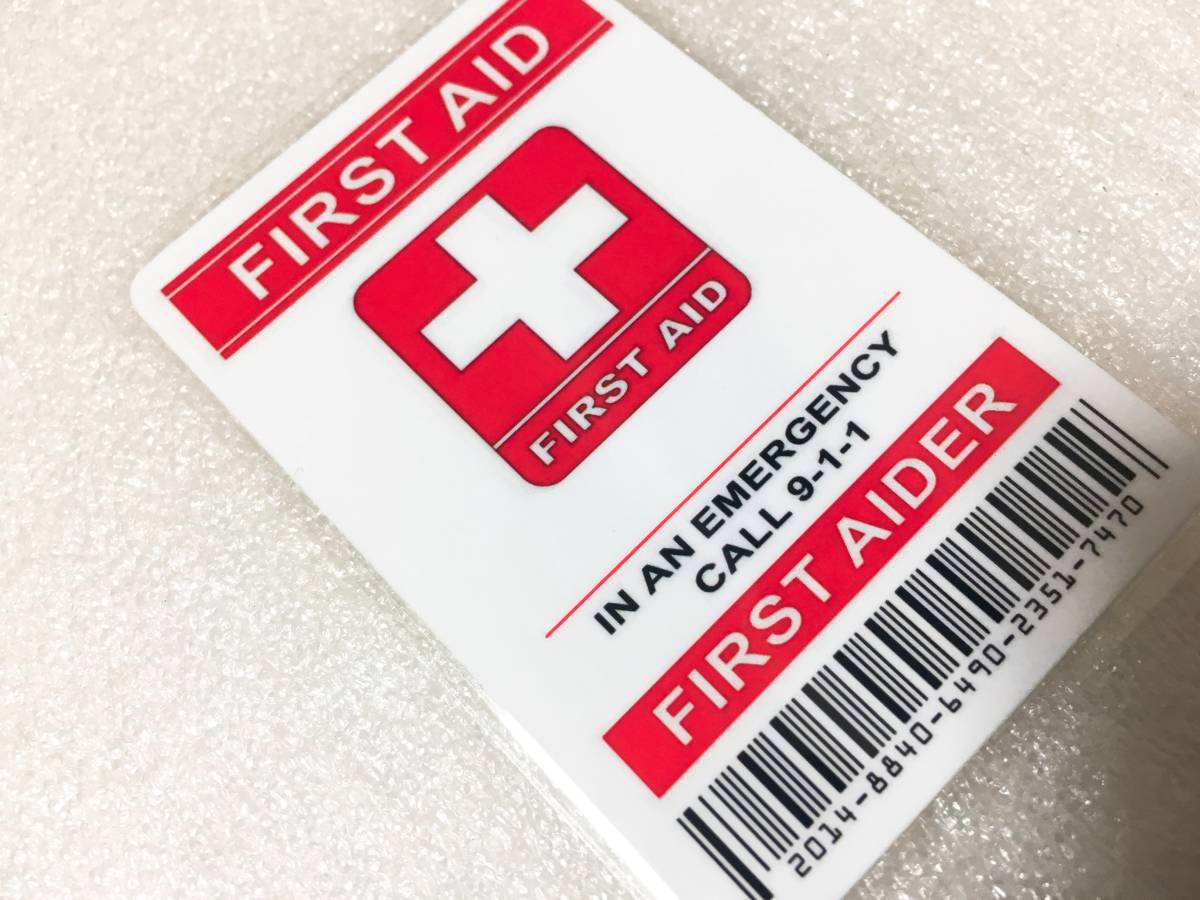 FIRST AID
FIRST AID
IN AN EMERGENCY
CALL 9-1-1
FIRST AIDER
2014-8840-6490-2351-7470